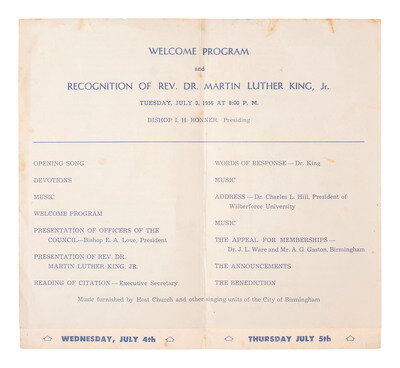 WELCOME PROGRAM
and
RECOGNITION OF REV. DR. MARTIN LUTHER KING, Jr.
TUESDAY, JULY 3, 1956 AT 8:00 P. M.
BISHOP I. H. BONNER, Presiding
OPENING SONG
DEVOTIONS
MUSIC
WELCOME PROGRAM
PRESENTATION OF OFFICERS OF THE
COUNCIL—Bishop E. A. Love, President
PRESENTATION OF REV. DR.
MARTIN LUTHER KING, JR.
READING OF CITATION—Executive Secretary
WORDS OF RESPONSE—Dr. King
MUSIC
ADDRESS—Dr. Charles L. Hill, President of
Wilberforce University
MUSIC
THE APPEAL FOR MEMBERSHIPS—
Dr. J. L. Ware and Mr. A. G. Gaston, Birmingham
THE ANNOUNCEMENTS
THE BENEDICTION
Music furnished by Host Church and other singing units of the City of Birmingham
WEDNESDAY, JULY 4th
THURSDAY JULY 5th